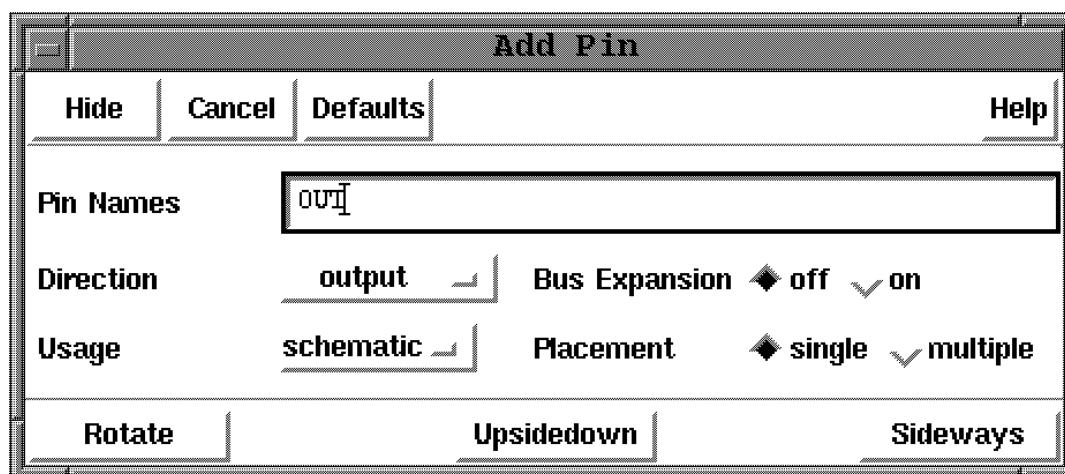 Add Pin
Hide Cancel Defaults Help
Pin Names OUT
Direction output Bus Expansion off on
Usage schematic Placement single multiple
Rotate Upsidedown Sideways